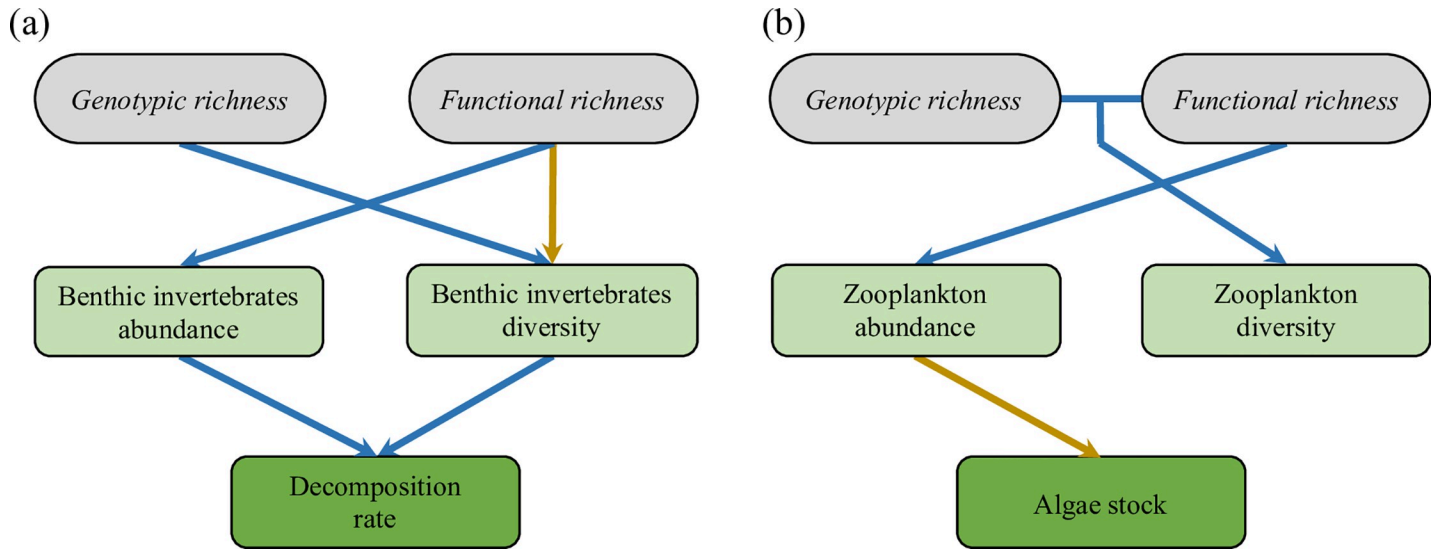 (a)
Genotypic richness
Functional richness
Benthic invertebrates
abundance
Benthic invertebrates
diversity
Decomposition
rate
(b)
Genotypic richness
Functional richness
Zooplankton
abundance
Zooplankton
diversity
Algae stock